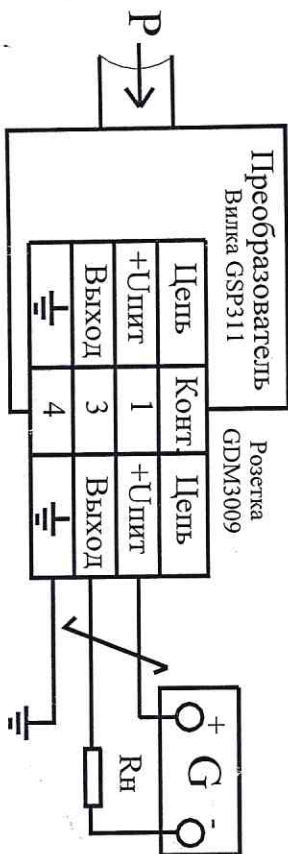 P
Преобразователь
Вилка GSP311
Розетка
GDM3009
Цепь Конт. Цепь
+Uпит 1 +Uпит
Выход 3 Выход
4
+ G -
Rн